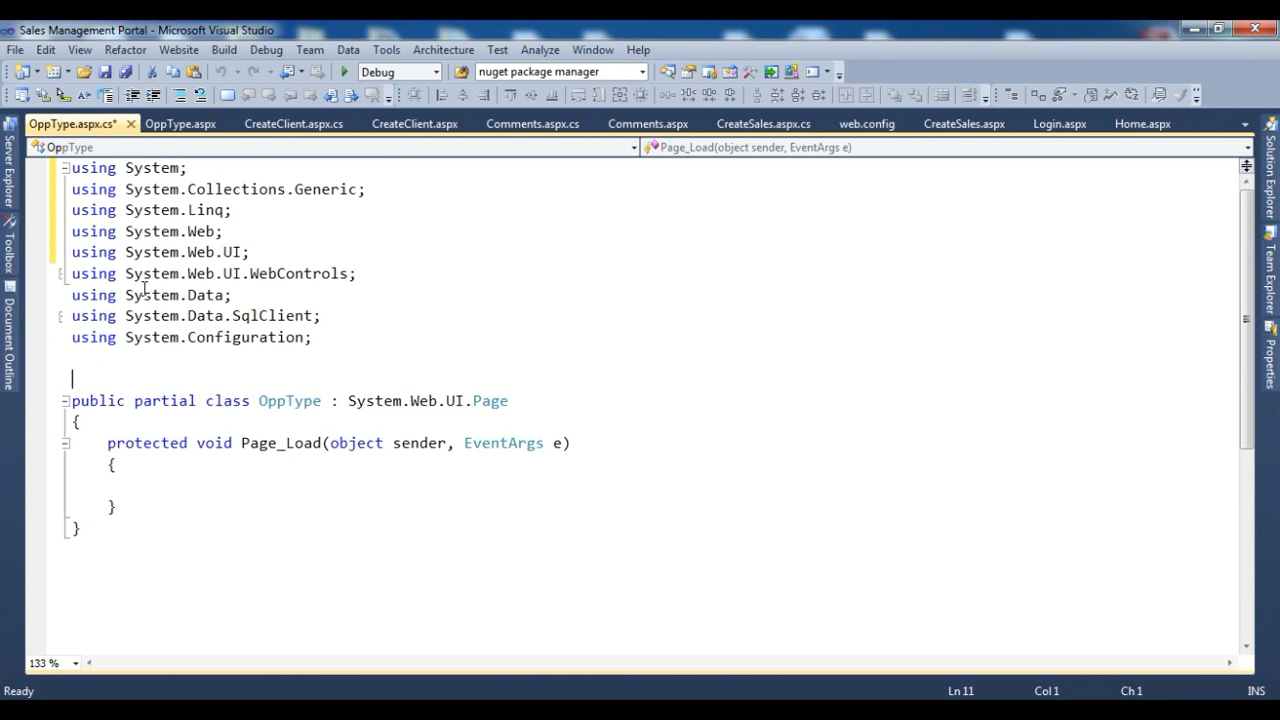 Sales Management Portal - Microsoft Visual Studio
File Edit View Refactor Website Build Debug Team Data Tools Architecture Test Analyze Window Help
Debug nuget package manager
OppType.aspx.cs* OppType.aspx CreateClient.aspx.cs CreateClient.aspx Comments.aspx.cs Comments.aspx CreateSales.aspx.cs web.config CreateSales.aspx Login.aspx Home.aspx
OppType Page_Load(object sender, EventArgs e)
using System;
using System.Collections.Generic;
using System.Linq;
using System.Web;
using System.Web.UI;
using System.Web.UI.WebControls;
using System.Data;
using System.Data.SqlClient;
using System.Configuration;
public partial class OppType : System.Web.UI.Page
{
protected void Page_Load(object sender, EventArgs e)
{
}
}
133 %
Ready Ln 11 Col 1 Ch 1 INS
Server Explorer
Toolbox
Document Outline
Solution Explorer
Team Explorer
Properties